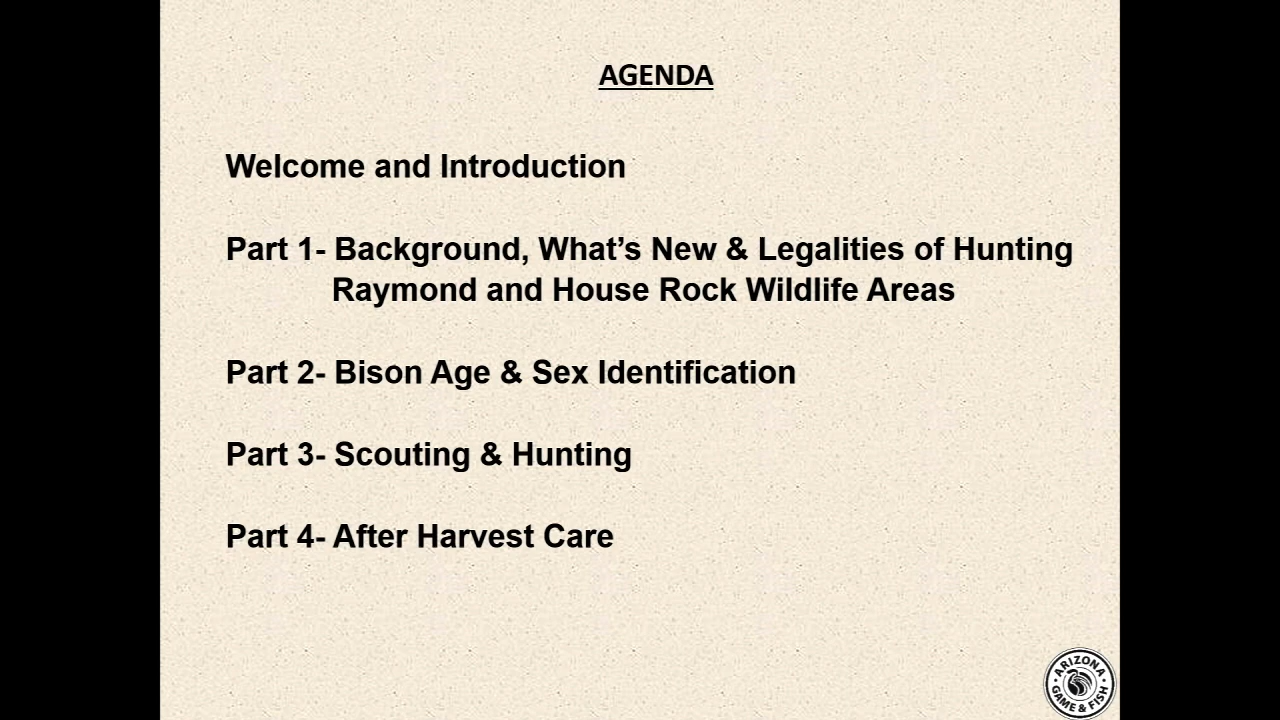 AGENDA
Welcome and Introduction
Part 1- Background, What’s New & Legalities of Hunting
Raymond and House Rock Wildlife Areas
Part 2- Bison Age & Sex Identification
Part 3- Scouting & Hunting
Part 4- After Harvest Care
ARIZONA
GAME & FISH